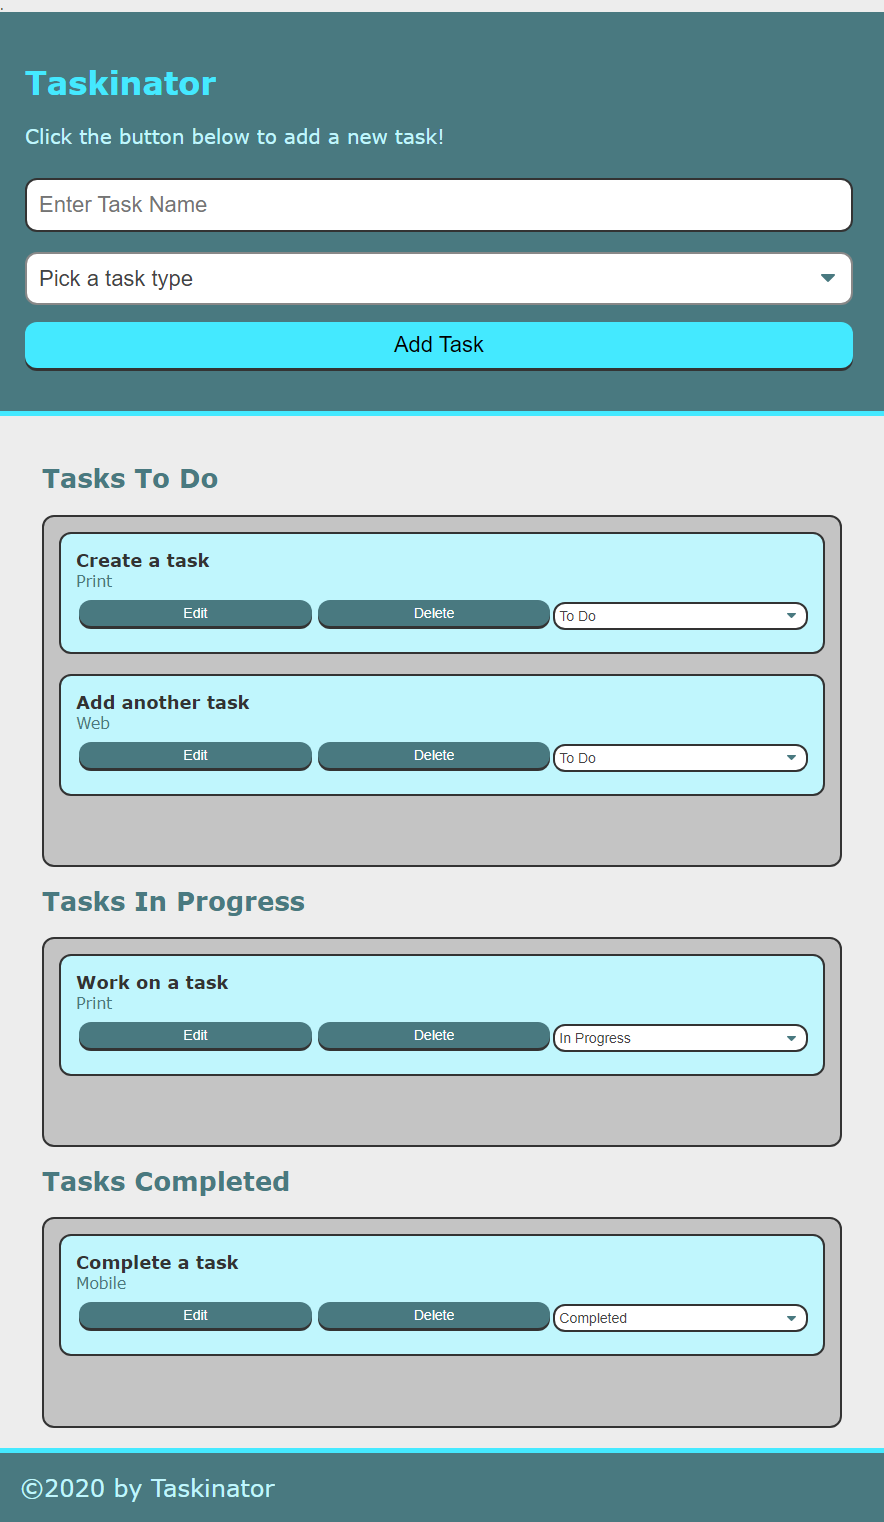 .
Taskinator
Click the button below to add a new task!
Enter Task Name
Pick a task type
Add Task
Tasks To Do
Create a task
Print
Edit Delete To Do
Add another task
Web
Edit Delete To Do
Tasks In Progress
Work on a task
Print
Edit Delete In Progress
Tasks Completed
Complete a task
Mobile
Edit Delete Completed
©2020 by Taskinator